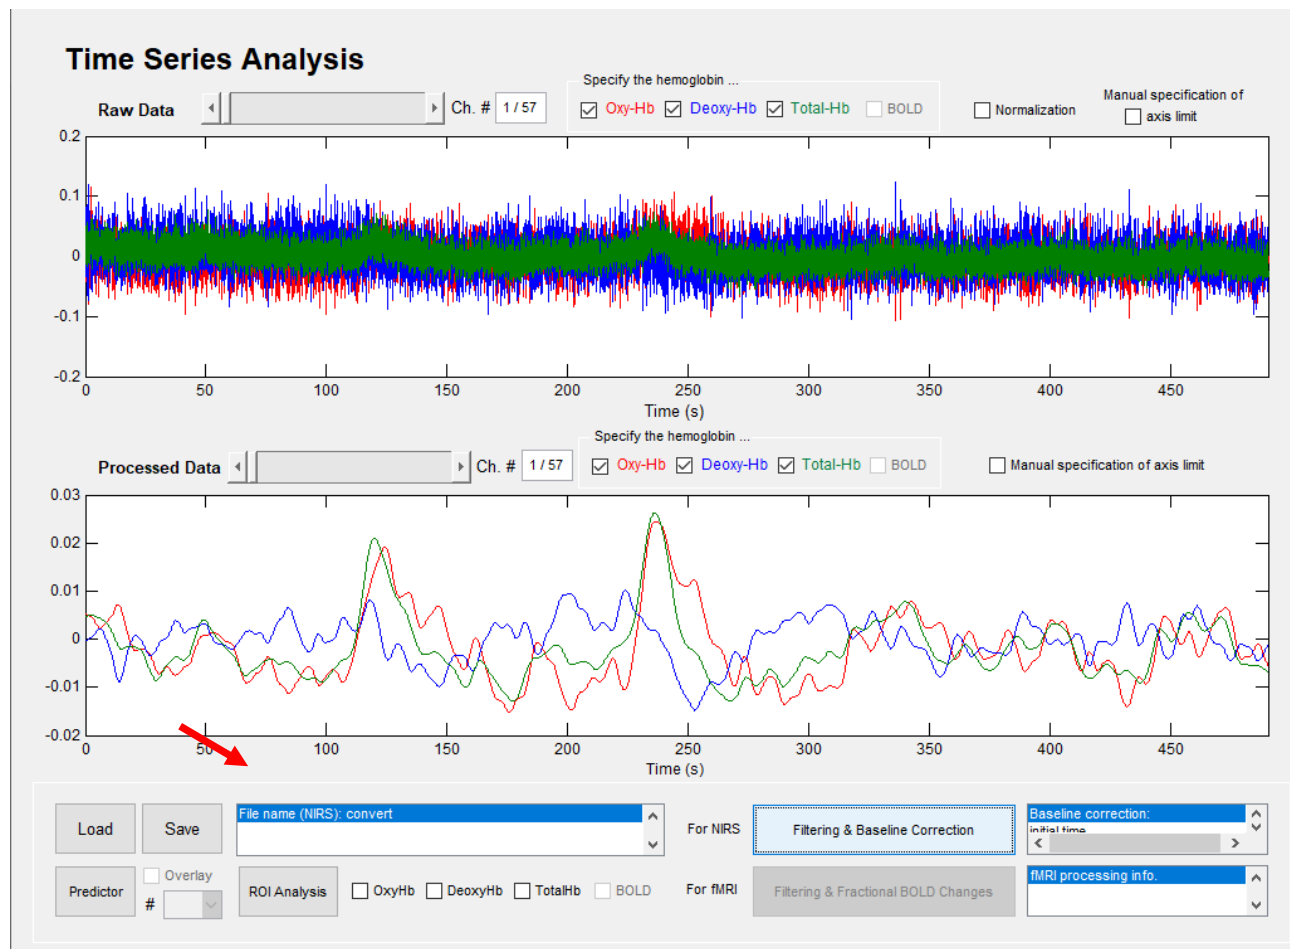 Time Series Analysis
Specify the hemoglobin ...
Manual specification of
Raw Data Ch. # 1 / 57 Oxy-Hb Deoxy-Hb Total-Hb BOLD Normalization axis limit
0.2
0.1
0
-0.1
-0.2
0 50 100 150 200 250 300 350 400 450
Time (s)
Specify the hemoglobin ...
Processed Data Ch. # 1 / 57 Oxy-Hb Deoxy-Hb Total-Hb BOLD Manual specification of axis limit
0.03
0.02
0.01
0
-0.01
-0.02
0 50 100 150 200 250 300 350 400 450
Time (s)
Load Save File name (NIRS): convert For NIRS Filtering & Baseline Correction Baseline correction:
initial time
Predictor Overlay ROI Analysis OxyHb DeoxyHb TotalHb BOLD For fMRI Filtering & Fractional BOLD Changes fMRI processing info.
#